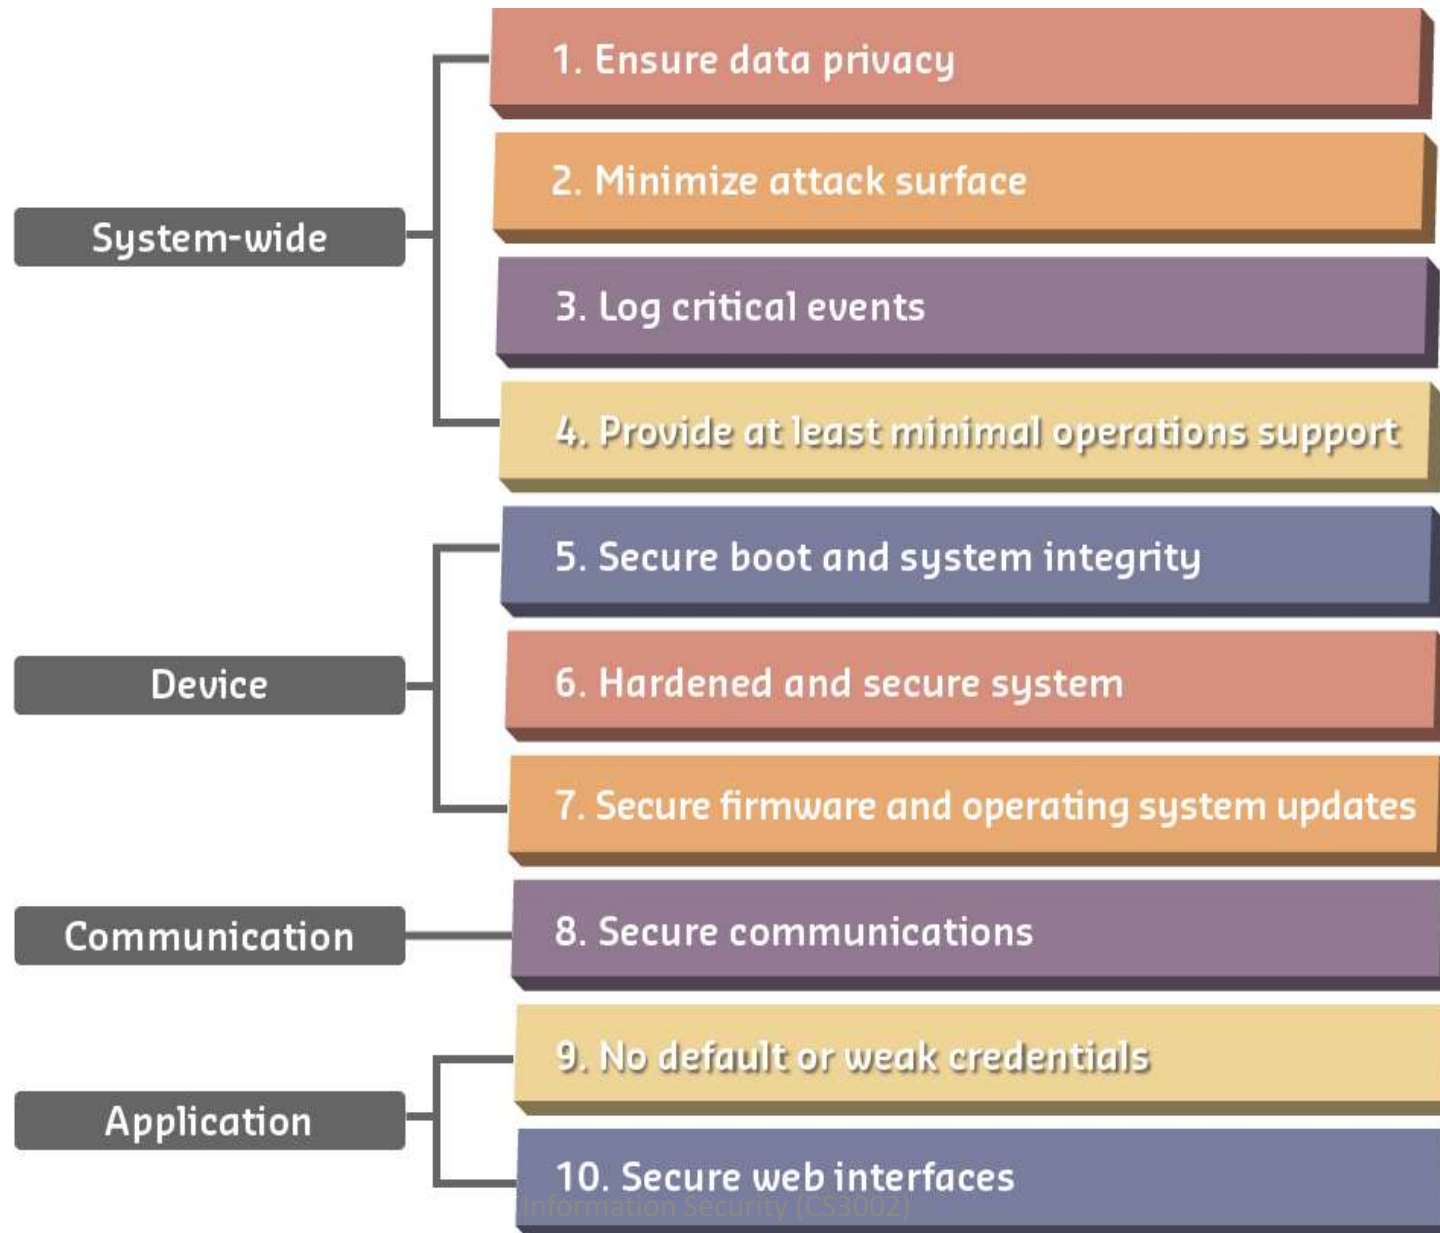 1. Ensure data privacy
2. Minimize attack surface
System-wide
3. Log critical events
4. Provide at least minimal operations support
5. Secure boot and system integrity
Device
6. Hardened and secure system
7. Secure firmware and operating system updates
Communication
8. Secure communications
9. No default or weak credentials
Application
10. Secure web interfaces
Information Security (CS3002)